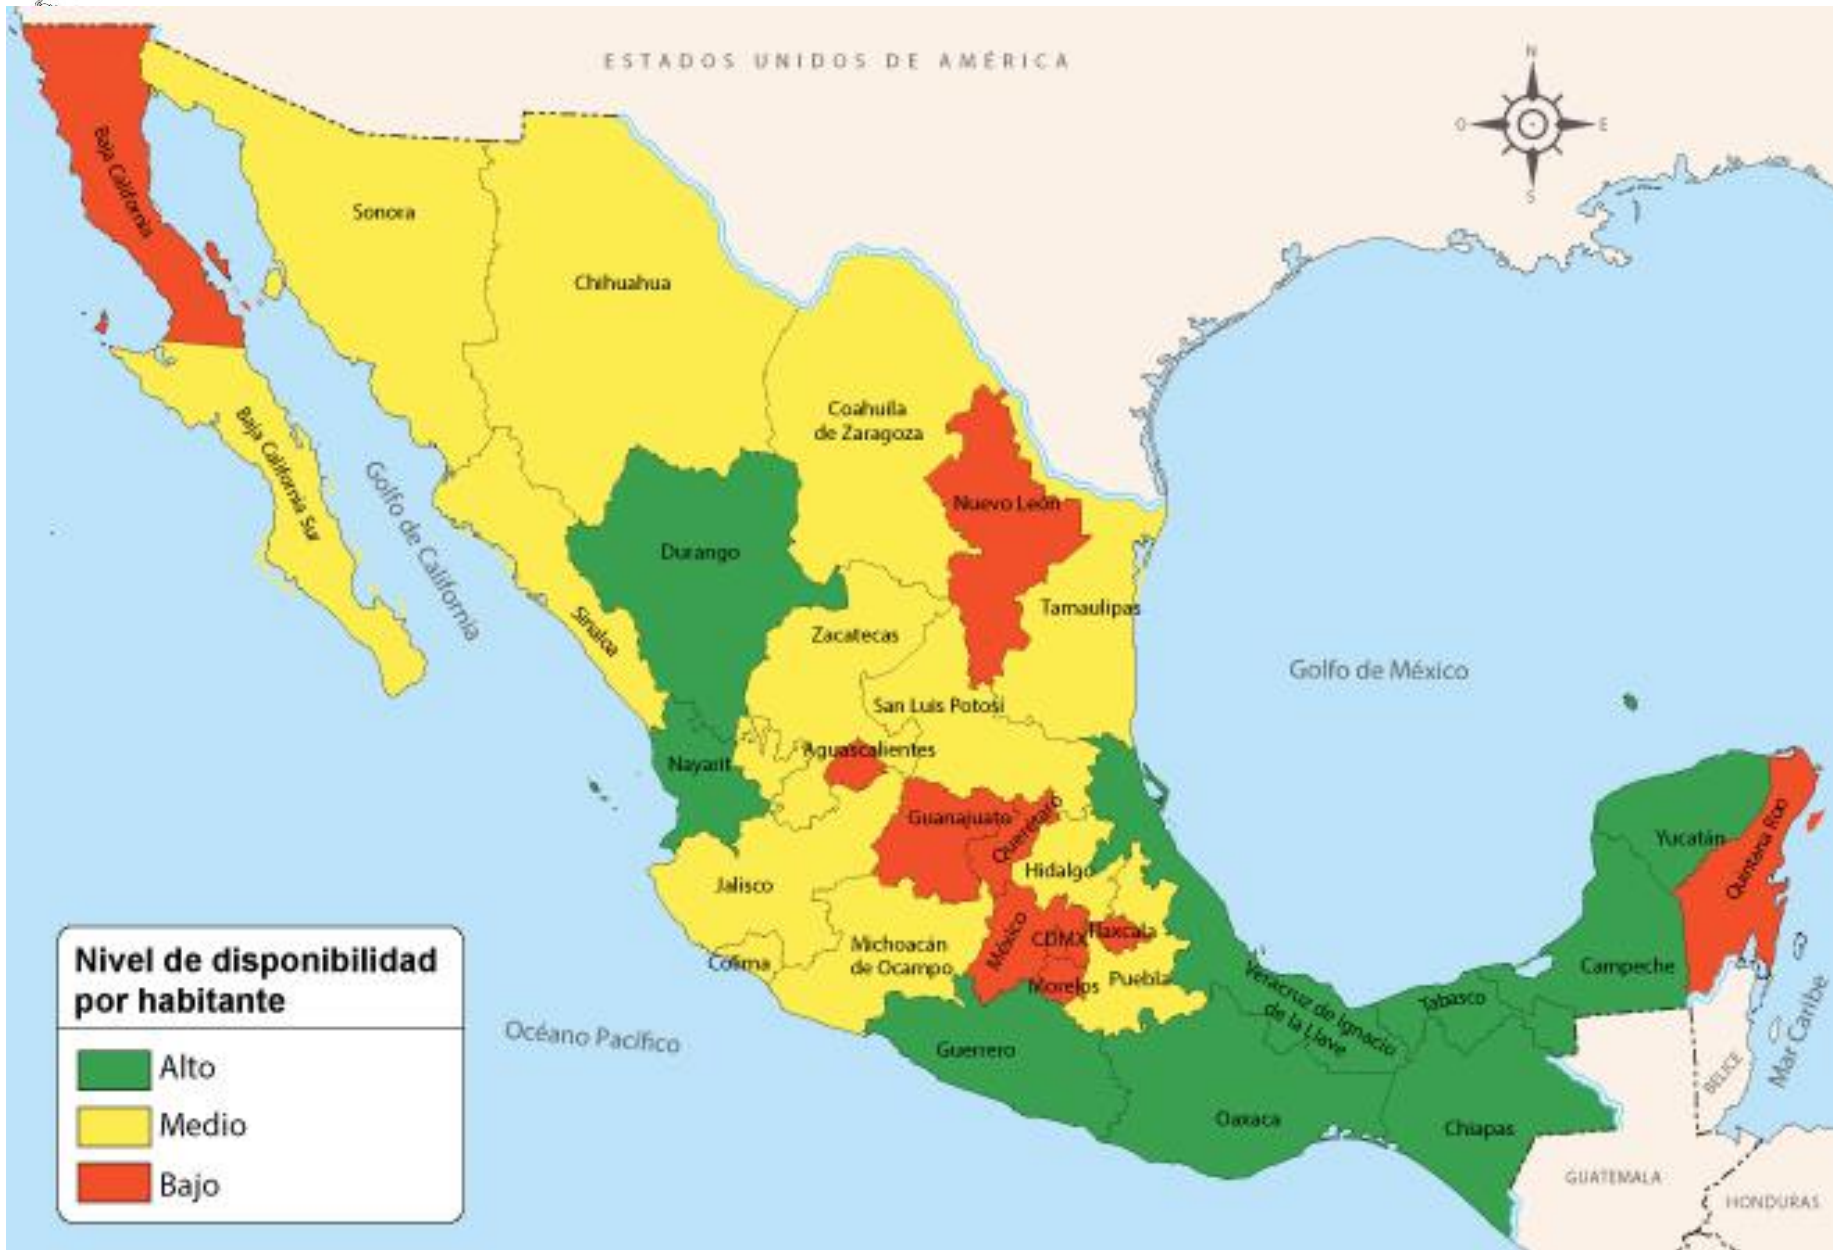 ESTADOS UNIDOS DE AMÉRICA
N
O
E
S
Baja California
Sonora
Chihuahua
Coahuila
de Zaragoza
Baja California Sur
Golfo de California
Nuevo León
Durango
Sinaloa
Tamaulipas
Zacatecas
San Luis Potosí
Golfo de México
Aguascalientes
Nayarit
Guanajuato
Querétaro
Hidalgo
Yucatán
Quintana Roo
Jalisco
México
CDMX
Tlaxcala
Michoacán
de Ocampo
Colima
Morelos
Puebla
Campeche
Veracruz de Ignacio
de la Llave
Tabasco
Mar Caribe
Océano Pacífico
Guerrero
Oaxaca
Chiapas
BELICE
GUATEMALA
HONDURAS
Nivel de disponibilidad
por habitante
Alto
Medio
Bajo